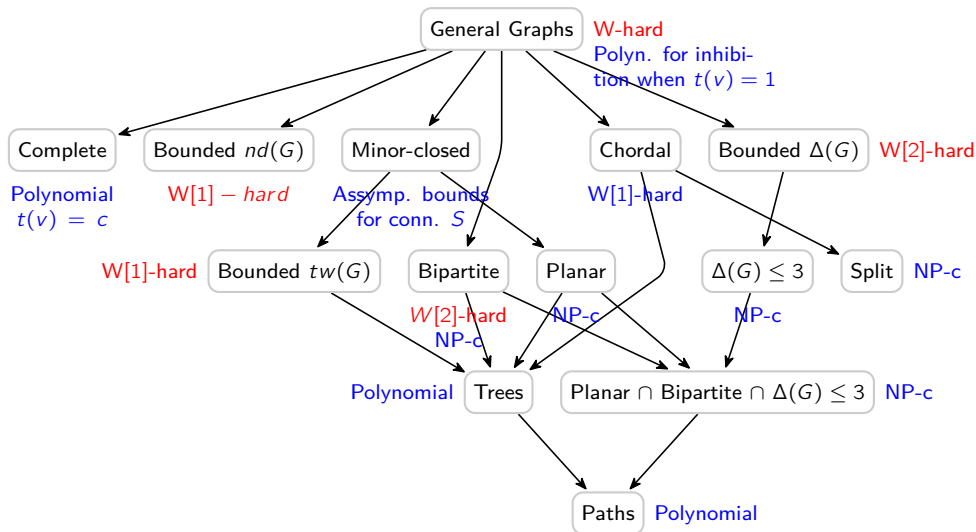 General Graphs
W-hard
Polyn. for inhibi-
tion when t(v) = 1
Complete
Bounded nd(G)
Minor-closed
Chordal
Bounded Δ(G)
W[2]-hard
Polynomial
t(v) = c
W[1] − hard
Assymp. bounds
for conn. S
W[1]-hard
W[1]-hard
Bounded tw(G)
Bipartite
Planar
Δ(G) ≤ 3
Split
NP-c
W[2]-hard
NP-c
NP-c
NP-c
Polynomial
Trees
Planar ∩ Bipartite ∩ Δ(G) ≤ 3
NP-c
Paths
Polynomial